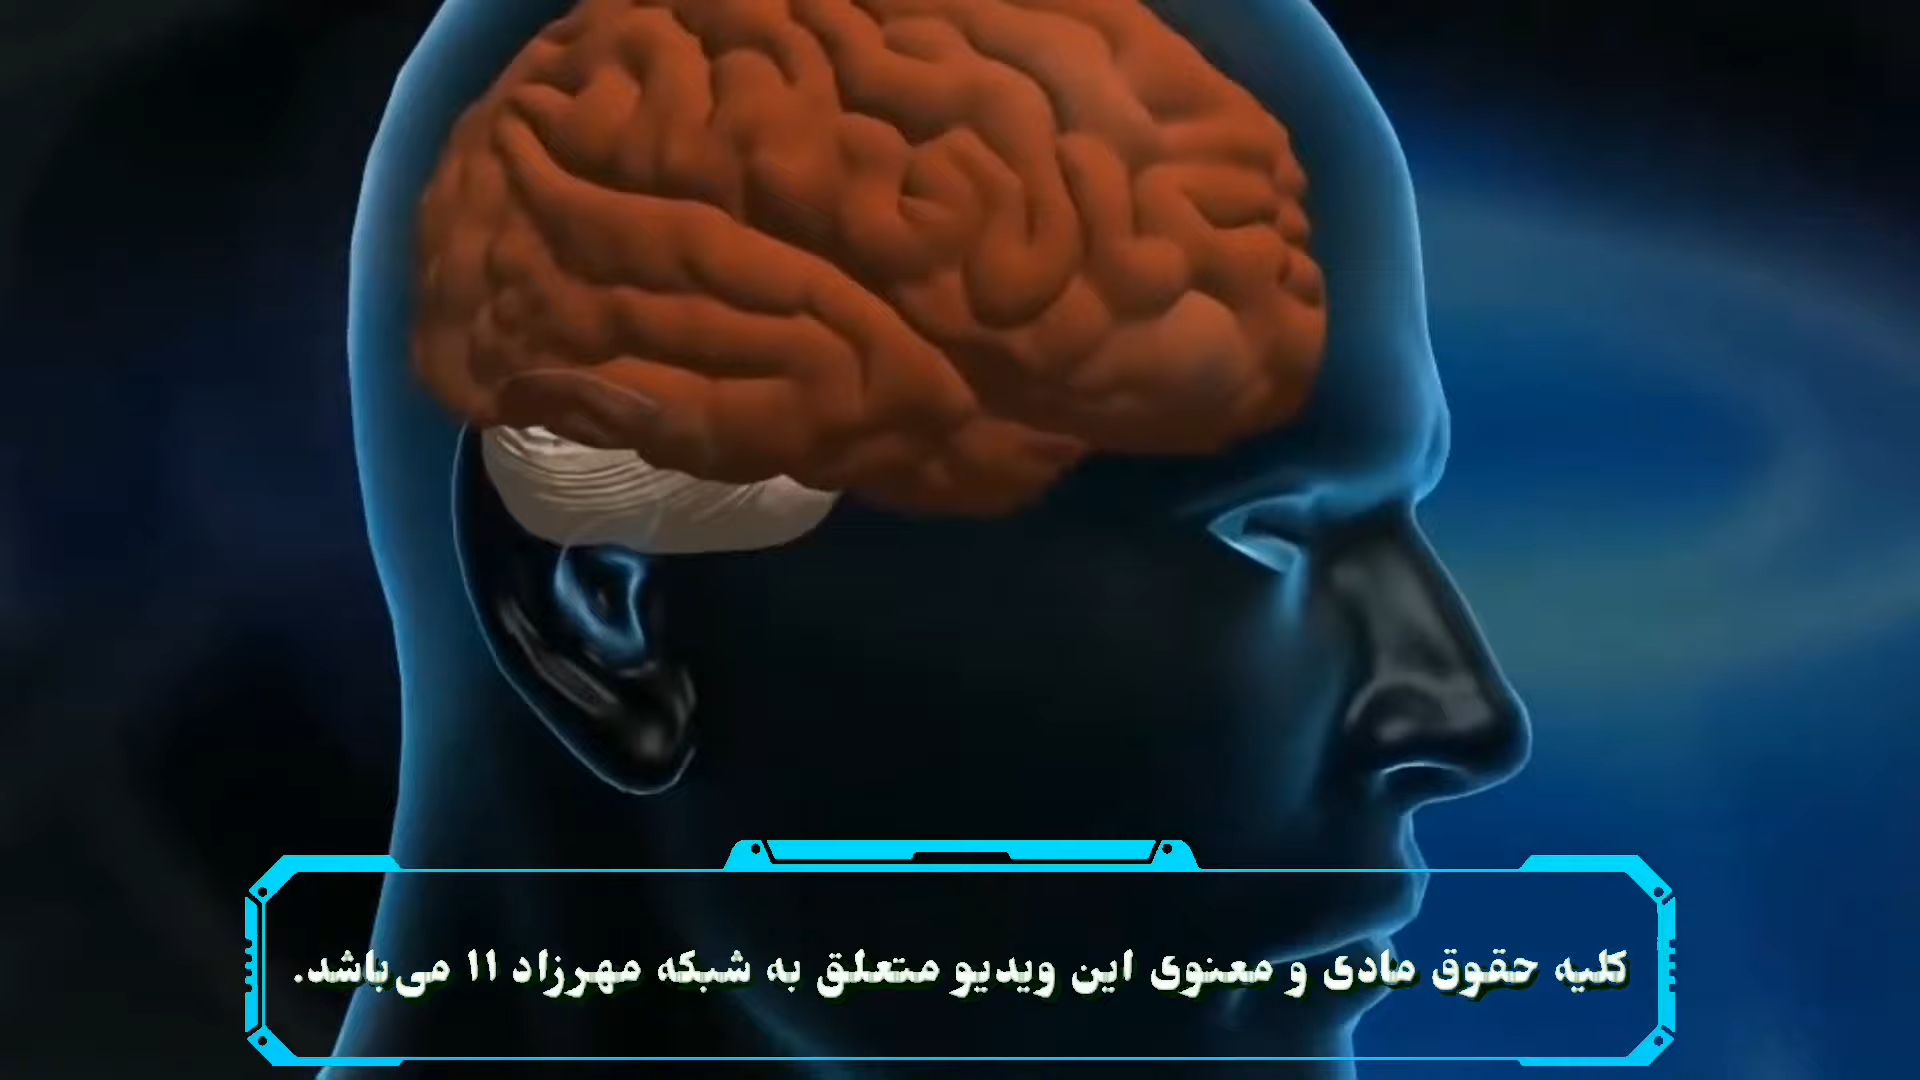 کلیه حقوق مادی و معنوی این ویدیو متعلق به شبکه مهرزاد ۱۱ می‌باشد.